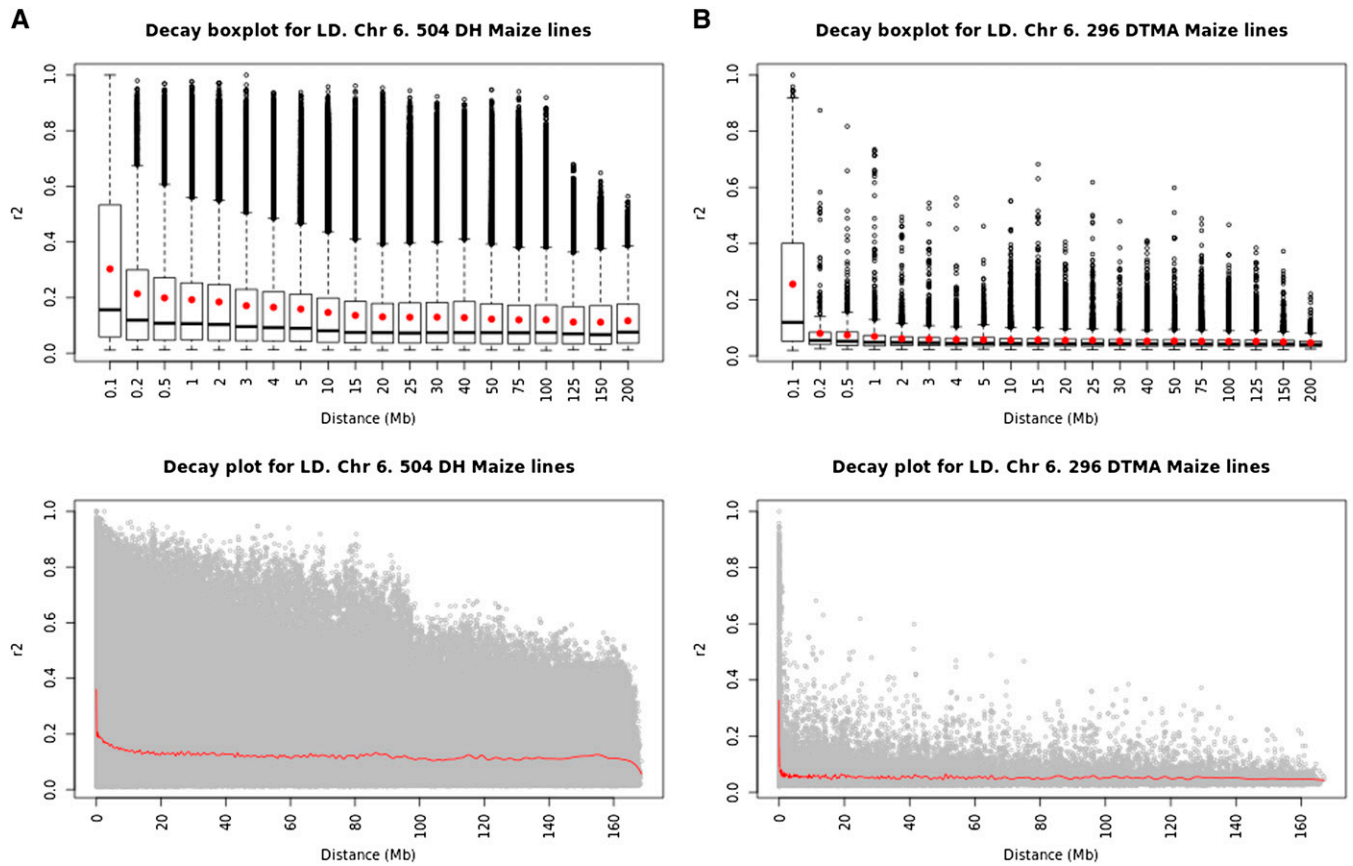 A
Decay boxplot for LD. Chr 6. 504 DH Maize lines
r2
1.0
0.8
0.6
0.4
0.2
0.0
0.1 0.2 0.5 1 2 3 4 5 10 15 20 25 30 40 50 75 100 125 150 200
Distance (Mb)
B
Decay boxplot for LD. Chr 6. 296 DTMA Maize lines
r2
1.0
0.8
0.6
0.4
0.2
0.0
0.1 0.2 0.5 1 2 3 4 5 10 15 20 25 30 40 50 75 100 125 150 200
Distance (Mb)
Decay plot for LD. Chr 6. 504 DH Maize lines
r2
1.0
0.8
0.6
0.4
0.2
0.0
0 20 40 60 80 100 120 140 160
Distance (Mb)
Decay plot for LD. Chr 6. 296 DTMA Maize lines
r2
1.0
0.8
0.6
0.4
0.2
0.0
0 20 40 60 80 100 120 140 160
Distance (Mb)